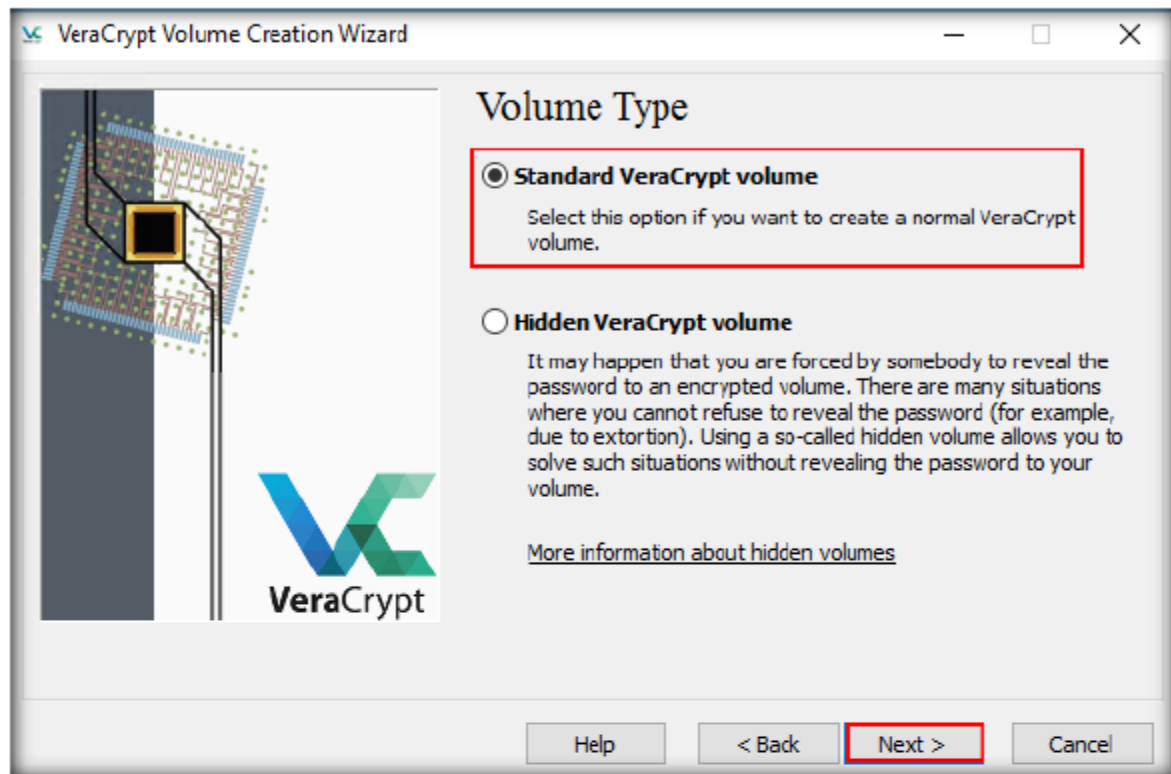 VeraCrypt Volume Creation Wizard
Volume Type
Standard VeraCrypt volume
Select this option if you want to create a normal VeraCrypt
volume.
Hidden VeraCrypt volume
It may happen that you are forced by somebody to reveal the
password to an encrypted volume. There are many situations
where you cannot refuse to reveal the password (for example,
due to extortion). Using a so-called hidden volume allows you to
solve such situations without revealing the password to your
volume.
More information about hidden volumes
VeraCrypt
Help
< Back
Next >
Cancel